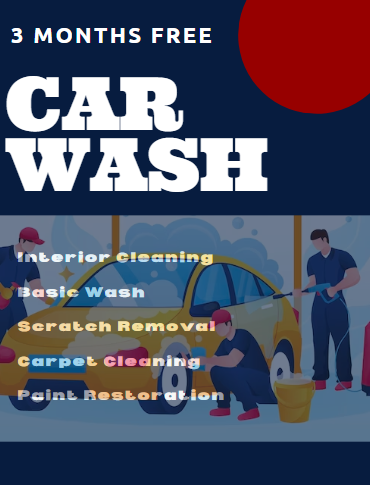 3 MONTHS FREE
CAR
WASH
Interior Cleaning
Basic Wash
Scratch Removal
Carpet Cleaning
Paint Restoration